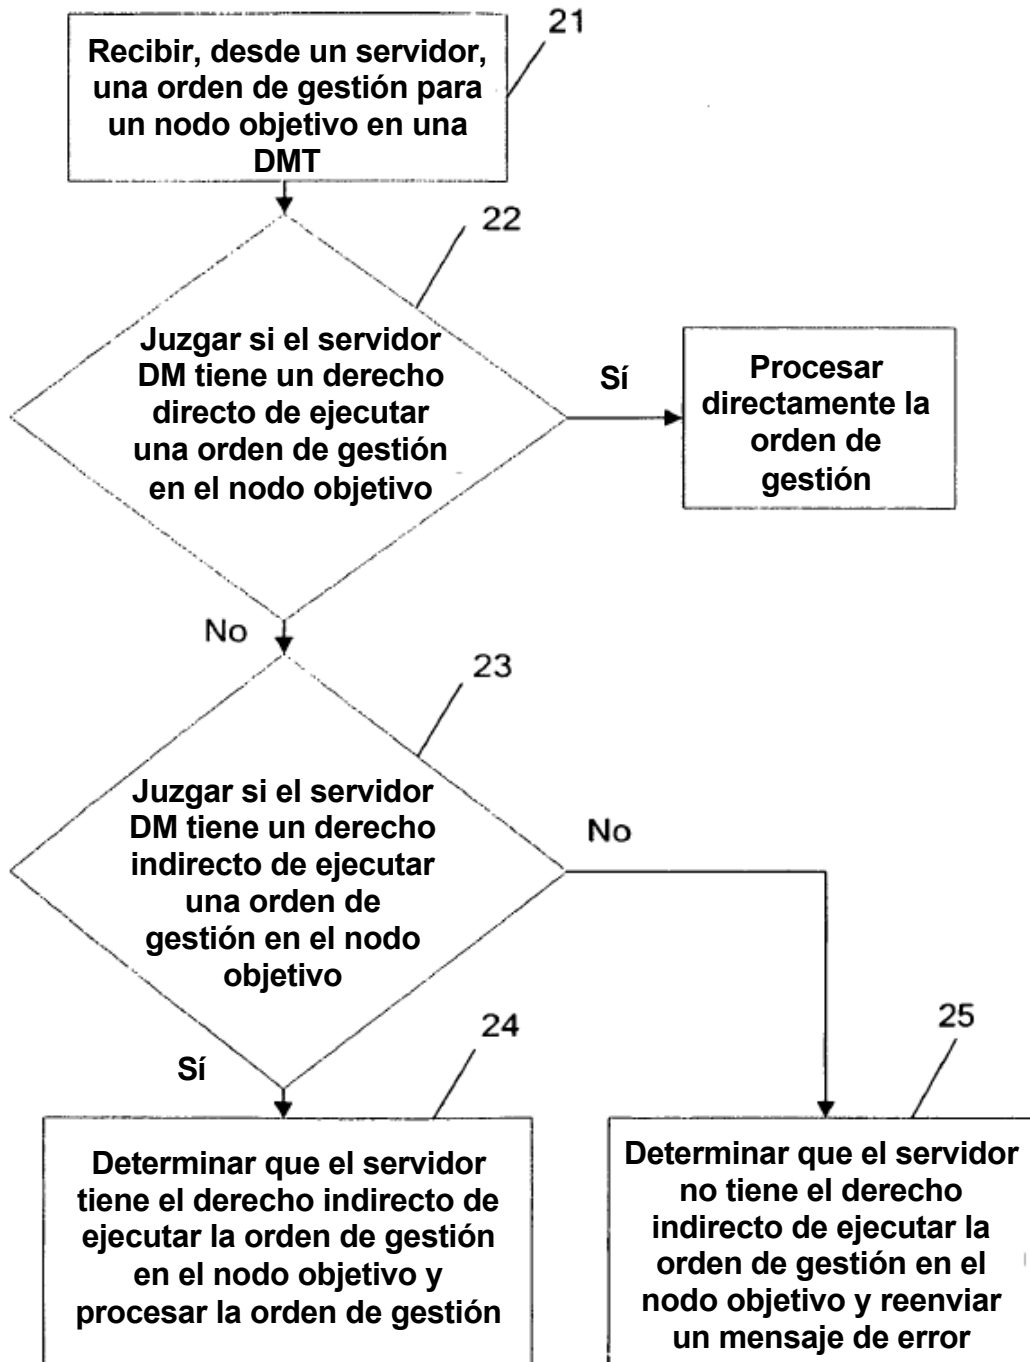 21
Recibir, desde un servidor,
una orden de gestión para
un nodo objetivo en una
DMT
22
Juzgar si el servidor
DM tiene un derecho
directo de ejecutar
una orden de gestión
en el nodo objetivo
Sí
Procesar
directamente la
orden de
gestión
No
23
Juzgar si el servidor
DM tiene un derecho
indirecto de ejecutar
una orden de
gestión en el nodo
objetivo
No
Sí
24
Determinar que el servidor
tiene el derecho indirecto de
ejecutar la orden de gestión
en el nodo objetivo y
procesar la orden de gestión
25
Determinar que el servidor
no tiene el derecho
indirecto de ejecutar la
orden de gestión en el
nodo objetivo y reenviar
un mensaje de error